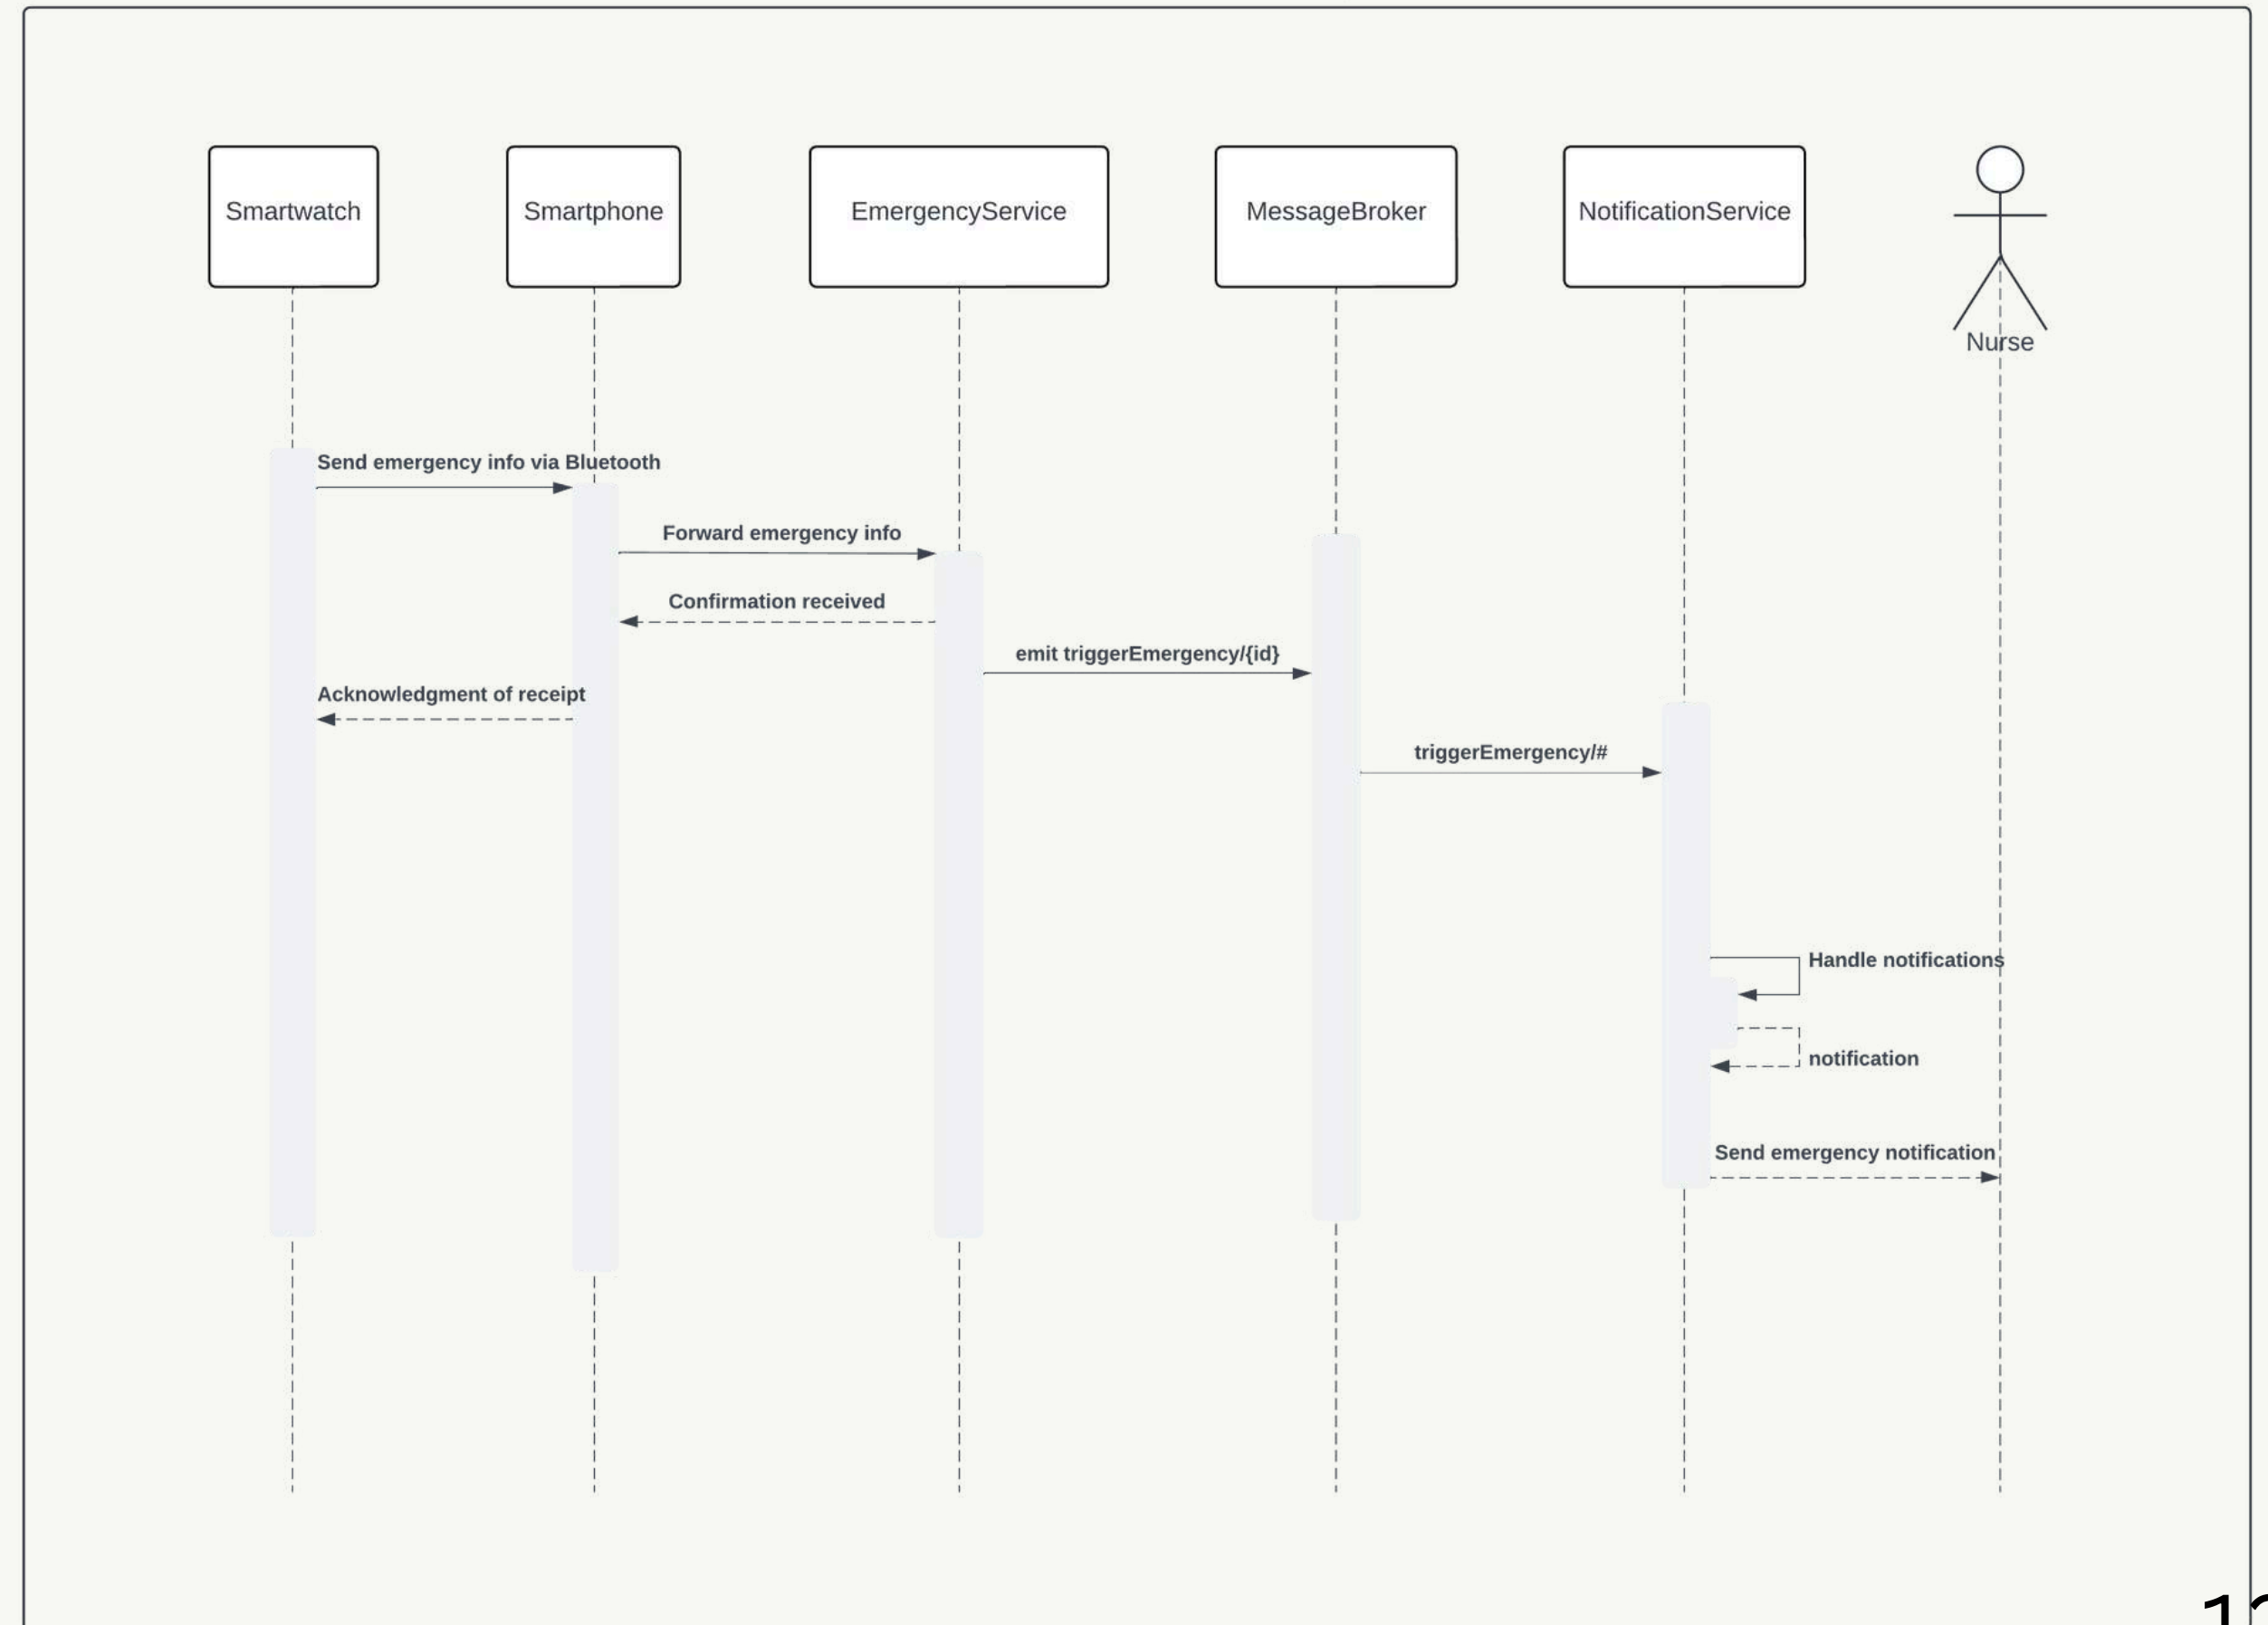 Smartwatch
Smartphone
EmergencyService
MessageBroker
NotificationService
Nurse
Send emergency info via Bluetooth
Forward emergency info
Confirmation received
emit triggerEmergency/{id}
Acknowledgment of receipt
triggerEmergency/#
Handle notifications
notification
Send emergency notification